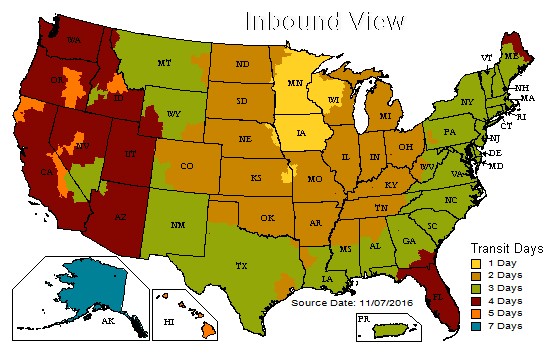 Inbound View
WA
MT
ND
MN
ME
VT
OR
ID
WI
NH
MA
SD
WY
MI
NY
RI
CT
IA
PA
NJ
NE
OH
NV
IL
IN
DE
MD
UT
CO
WV
VA
CA
KS
MO
KY
NC
TN
OK
AR
SC
AZ
NM
MS
AL
GA
TX
LA
Transit Days
1 Day
2 Days
3 Days
4 Days
5 Days
7 Days
FL
Source Date: 11/07/2016
AK
HI
PR